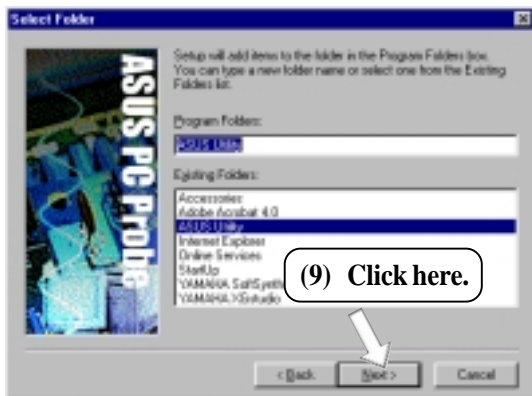 Select Folder
ASUS PC Probe
Setup will add items to the folder in the Program Folders box.
You can type a new folder name or select one from the Existing
Folders list.
Program Folders:
ASUS Utility
Existing Folders:
Accessories
Adobe Acrobat 4.0
ASUS Utility
Internet Explorer
Online Services
StartUp
YAMAHA SoftSynth
YAMAHA XGstudio
(9) Click here.
< Back
Next >
Cancel